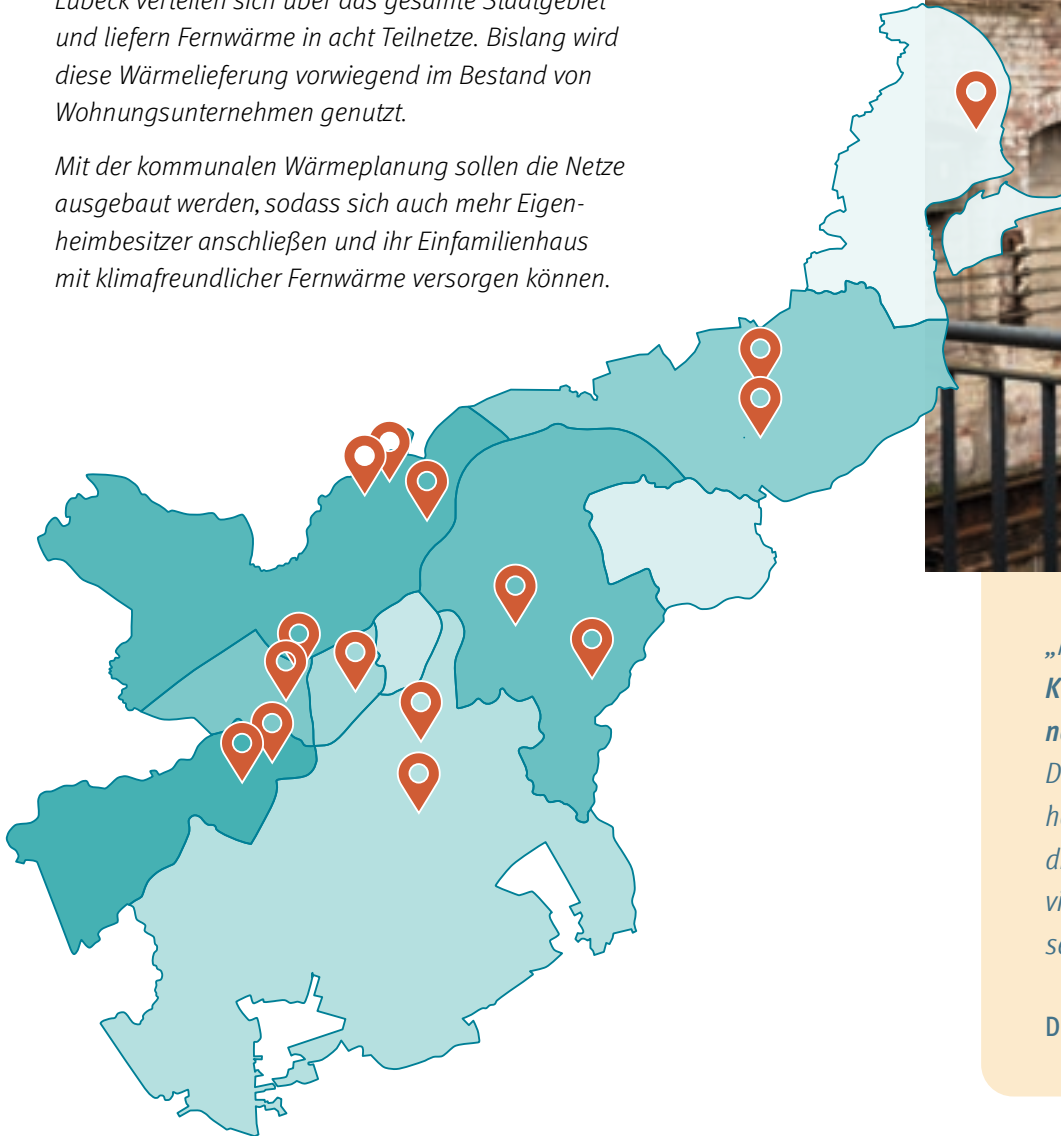 Lübeck verteilen sich über das gesamte Stadtgebiet
und liefern Fernwärme in acht Teilnetze. Bislang wird
diese Wärmelieferung vorwiegend im Bestand von
Wohnungsunternehmen genutzt.
Mit der kommunalen Wärmeplanung sollen die Netze
ausgebaut werden, sodass sich auch mehr Eigen-
heimbesitzer anschließen und ihr Einfamilienhaus
mit klimafreundlicher Fernwärme versorgen können.